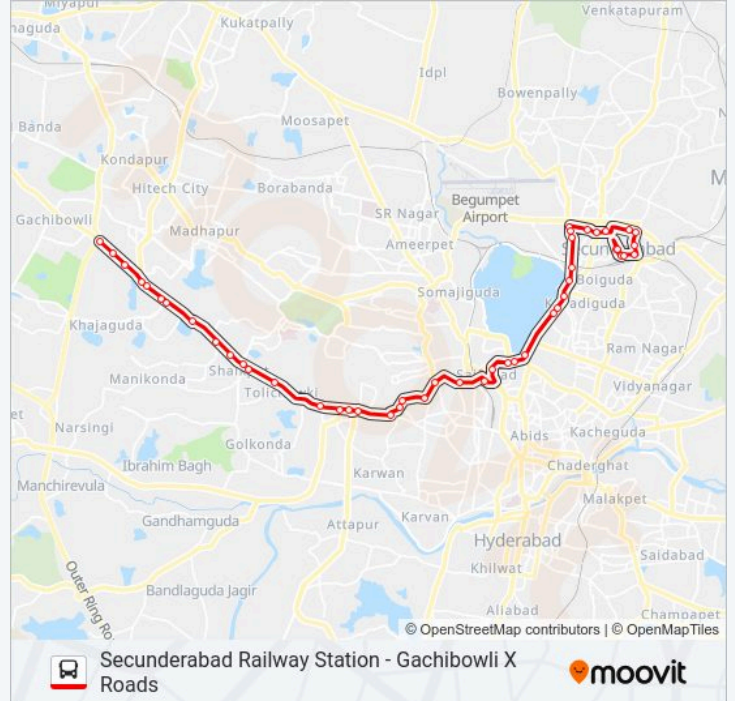 Miyapur
Kukatpally
Venkatapuram
naguda
Idpl
Bowenpally
Moosapet
Banda
Kondapur
Hitech City
Borabanda
M
Begumpet
Airport
Gachibowli
Madhapur
SR Nagar
Ameerpet
Boiguda
Somajiguda
Khajaguda
Ram Nagar
Manikonda
Vidyanagar
et
Narsingi
Abids
Kacheguda
Golkonda
Ibrahim Bagh
Chaderghat
Karwan
Manchirevula
Malakpet
Gandhamguda
Attapur
Karvan
Hyderabad
Saidabad
Khilwat
Outer Ring Ro
Bandlaguda Jagir
Aliabad
Champapet
© OpenStreetMap contributors | © OpenMapTiles
Secunderabad Railway Station - Gachibowli X
Roads
moovit